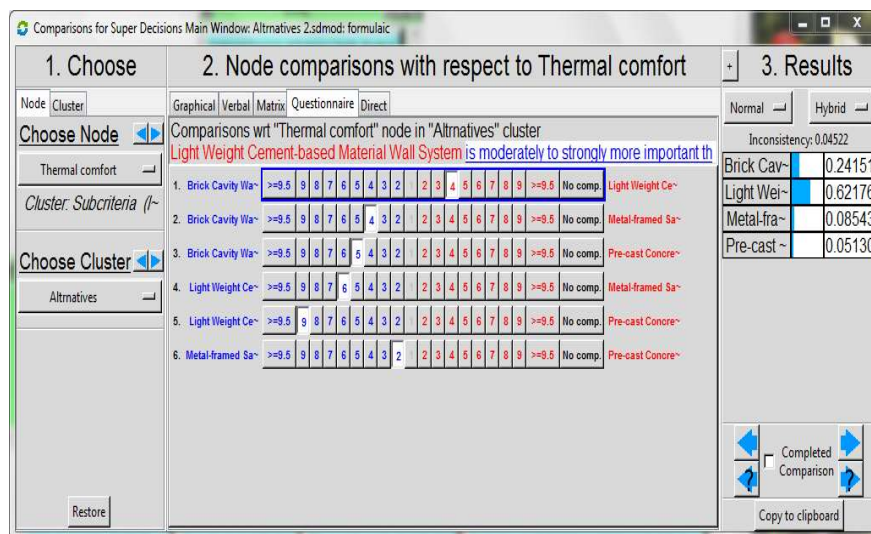 Comparisons for Super Decisions Main Window: Altrnatives 2.sdmod: formulaic
1. Choose
Node Cluster
Choose Node
Thermal comfort
Cluster: Subcriteria (I~
Choose Cluster
Altrnatives
Restore
2. Node comparisons with respect to Thermal comfort
Graphical Verbal Matrix Questionnaire Direct
Comparisons wrt "Thermal comfort" node in "Altrnatives" cluster
Light Weight Cement-based Material Wall System is moderately to strongly more important th
1. Brick Cavity Wa~ >=9.5 9 8 7 6 5 4 3 2 1 2 3 4 5 6 7 8 9 >=9.5 No comp. Light Weight Ce~
2. Brick Cavity Wa~ >=9.5 9 8 7 6 5 4 3 2 1 2 3 4 5 6 7 8 9 >=9.5 No comp. Metal-framed Sa~
3. Brick Cavity Wa~ >=9.5 9 8 7 6 5 4 3 2 1 2 3 4 5 6 7 8 9 >=9.5 No comp. Pre-cast Concre~
4. Light Weight Ce~ >=9.5 9 8 7 6 5 4 3 2 1 2 3 4 5 6 7 8 9 >=9.5 No comp. Metal-framed Sa~
5. Light Weight Ce~ >=9.5 9 8 7 6 5 4 3 2 1 2 3 4 5 6 7 8 9 >=9.5 No comp. Pre-cast Concre~
6. Metal-framed Sa~ >=9.5 9 8 7 6 5 4 3 2 1 2 3 4 5 6 7 8 9 >=9.5 No comp. Pre-cast Concre~
+ 3. Results
Normal Hybrid
Inconsistency: 0.04522
Brick Cav~ 0.24151
Light Wei~ 0.62176
Metal-fra~ 0.08543
Pre-cast ~ 0.05130
Completed
Comparison
? ?
Copy to clipboard